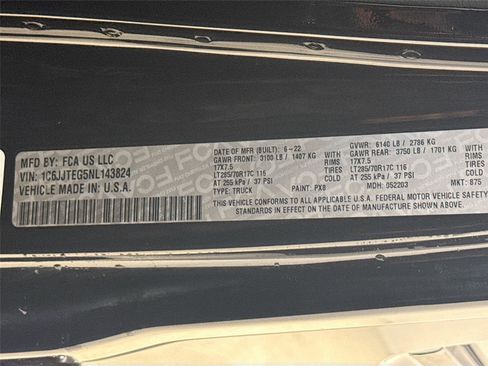 MFD BY: FCA US LLC
VIN: 1C6JJTEG5NL143824
VEHICLE MADE IN: U.S.A.
DATE OF MFR (BUILT): 6-22 GVWR: 6140 LB / 2786 KG
GAWR FRONT: 3100 LB / 1407 KG WITH GAWR REAR: 3750 LB / 1701 KG WITH
17X7.5 RIMS 17X7.5 RIMS
LT285/70R17C 116 TIRES LT285/70R17C 116 TIRES
AT 255 kPa / 37 PSI COLD AT 255 kPa / 37 PSI COLD
TYPE: TRUCK PAINT: PX8 MDH: 052203 MKT: 875
THIS VEHICLE CONFORMS TO ALL APPLICABLE U.S.A. FEDERAL MOTOR VEHICLE SAFETY
STANDARDS IN EFFECT ON THE DATE OF MANUFACTURE SHOWN ABOVE.